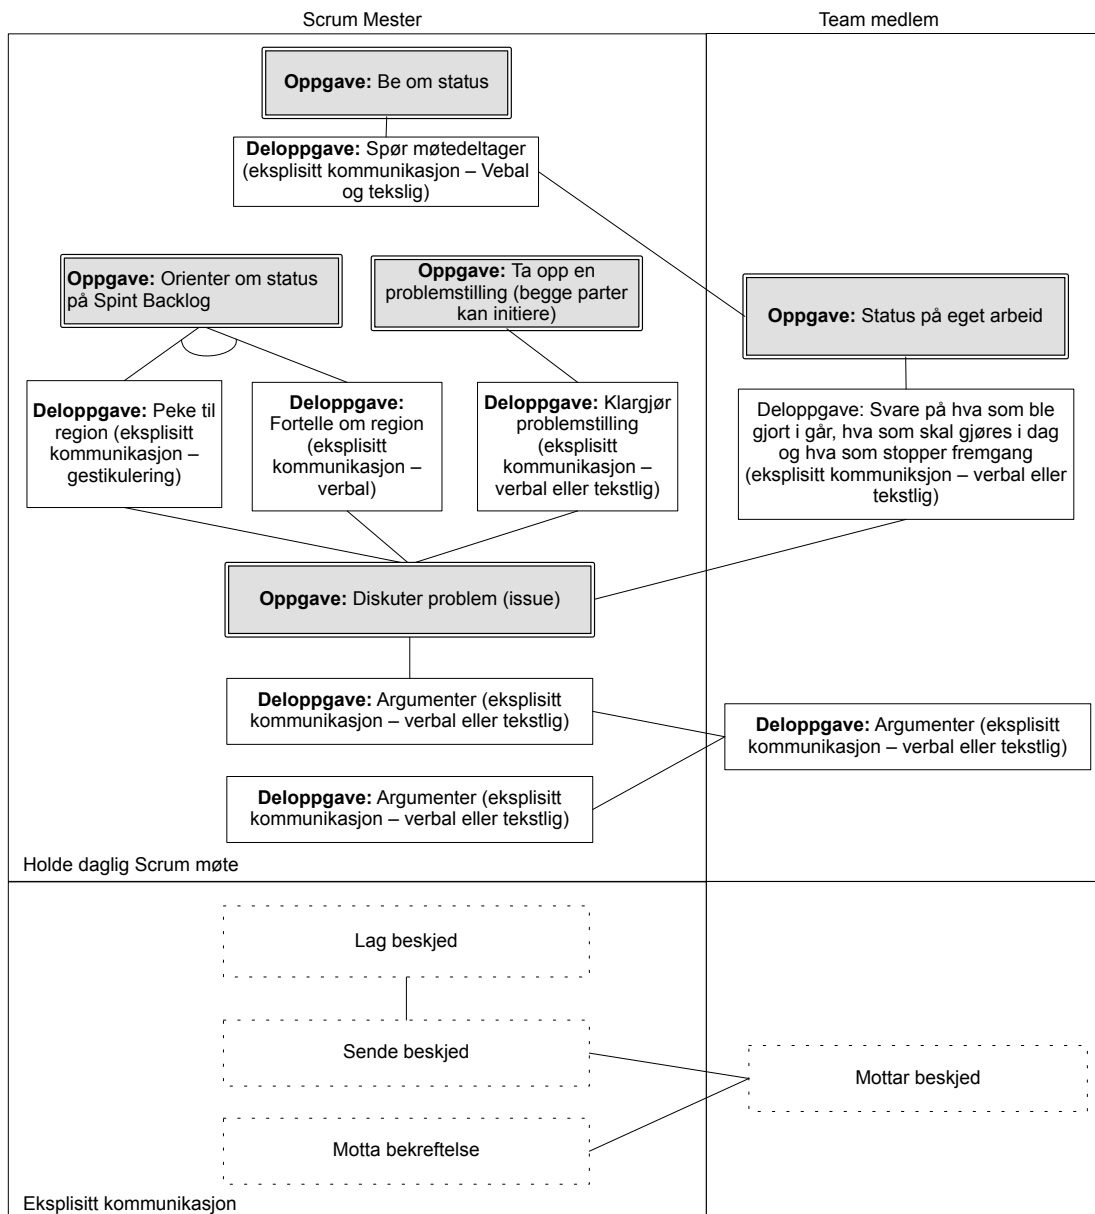 Scrum Mester
Team medlem
Oppgave: Be om status
Deloppgave: Spør møtedeltager
(eksplisitt kommunikasjon – Vebal
og tekslig)
Oppgave: Orienter om status
på Spint Backlog
Oppgave: Ta opp en
problemstilling (begge parter
kan initiere)
Oppgave: Status på eget arbeid
Deloppgave: Peke til
region (eksplisitt
kommunikasjon –
gestikulering)
Deloppgave:
Fortelle om region
(eksplisitt
kommunikasjon –
verbal)
Deloppgave: Klargjør
problemstilling
(eksplisitt
kommunikasjon –
verbal eller tekstlig)
Deloppgave: Svare på hva som ble
gjort i går, hva som skal gjøres i dag
og hva som stopper fremgang
(eksplisitt kommuniksjon – verbal eller
tekstlig)
Oppgave: Diskuter problem (issue)
Deloppgave: Argumenter (eksplisitt
kommunikasjon – verbal eller tekstlig)
Deloppgave: Argumenter (eksplisitt
kommunikasjon – verbal eller tekstlig)
Deloppgave: Argumenter (eksplisitt
kommunikasjon – verbal eller tekstlig)
Holde daglig Scrum møte
Lag beskjed
Sende beskjed
Mottar beskjed
Motta bekreftelse
Eksplisitt kommunikasjon